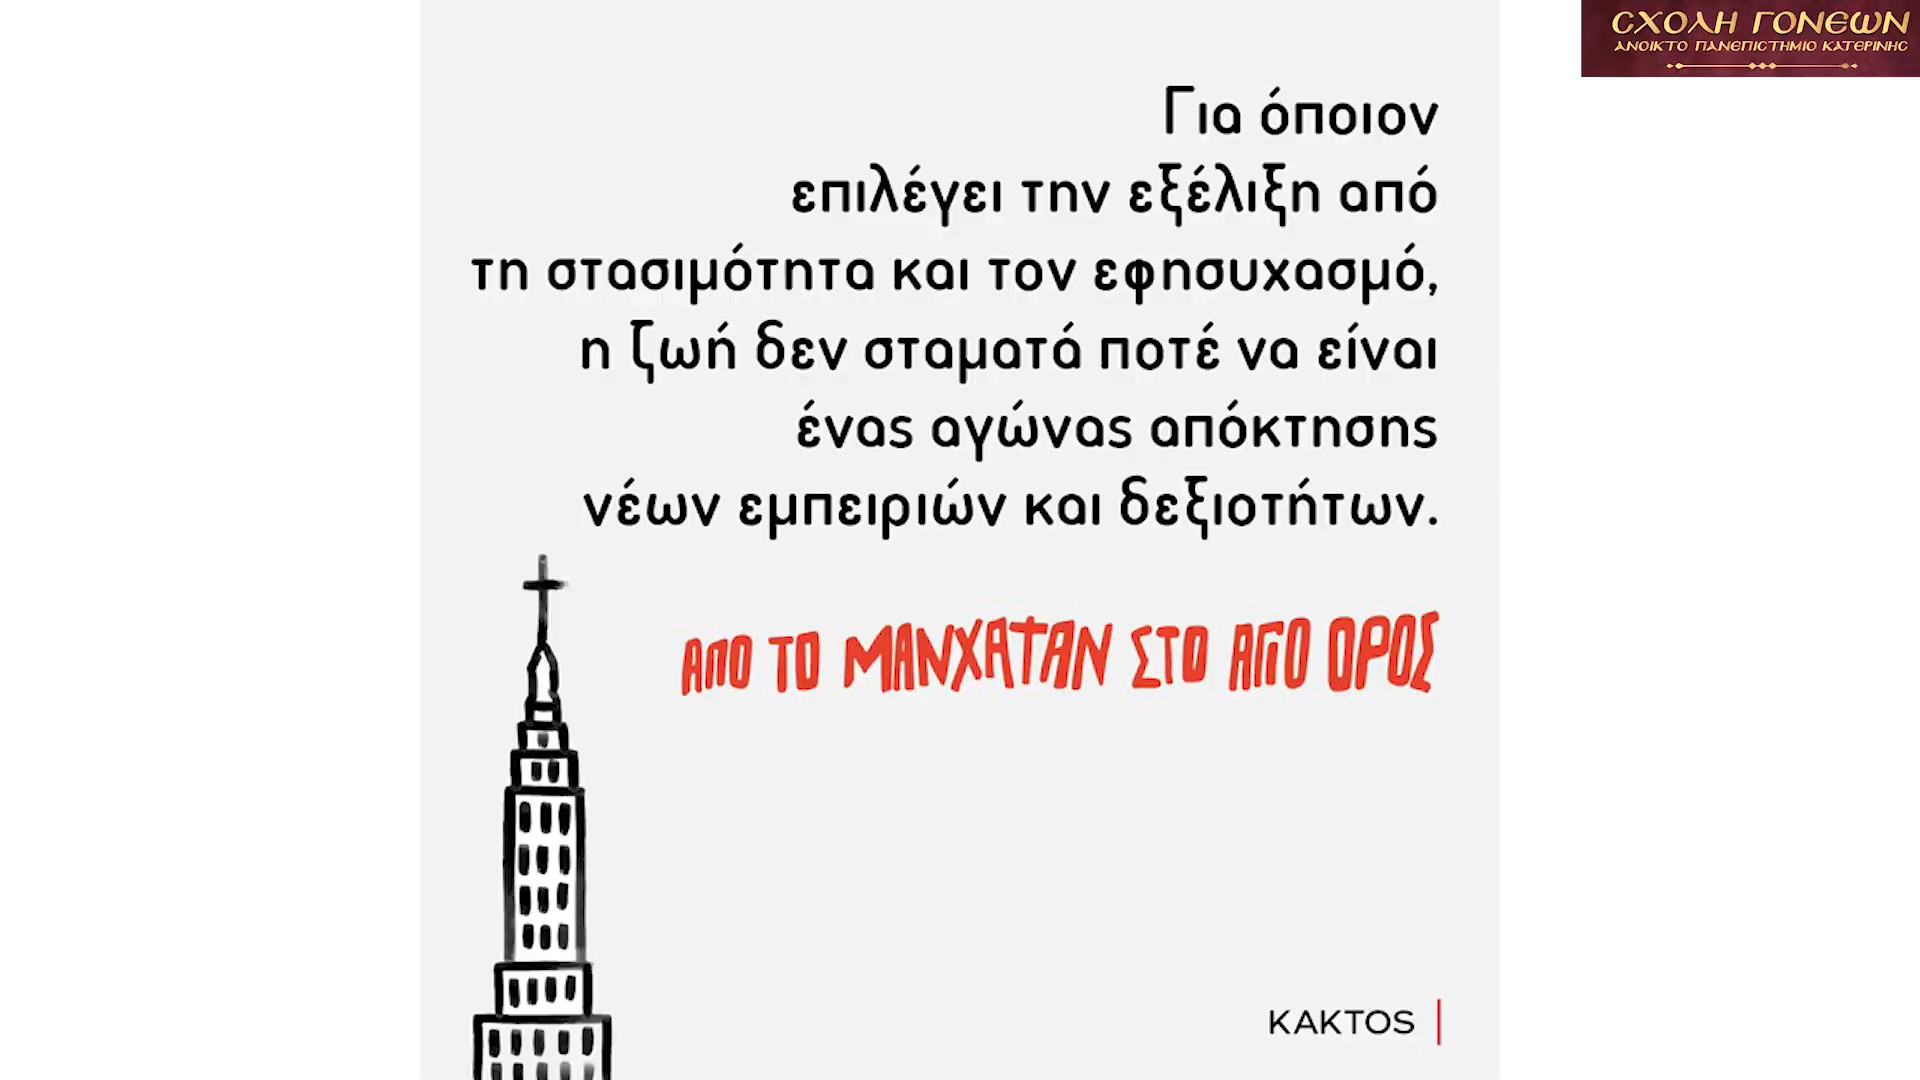 ΣΧΟΛΗ ΓΟΝΕΩΝ
ΑΝΟΙΚΤΟ ΠΑΝΕΠΙΣΤΗΜΙΟ ΚΑΤΕΡΙΝΗΣ
Για όποιον
επιλέγει την εξέλιξη από
τη στασιμότητα και τον εφησυχασμό,
η ζωή δεν σταματά ποτέ να είναι
ένας αγώνας απόκτησης
νέων εμπειριών και δεξιοτήτων.
ΑΠΟ ΤΟ ΜΑΝΧΑΤΑΝ ΣΤΟ ΑΓΙΟ ΟΡΟΣ
KAKTOS